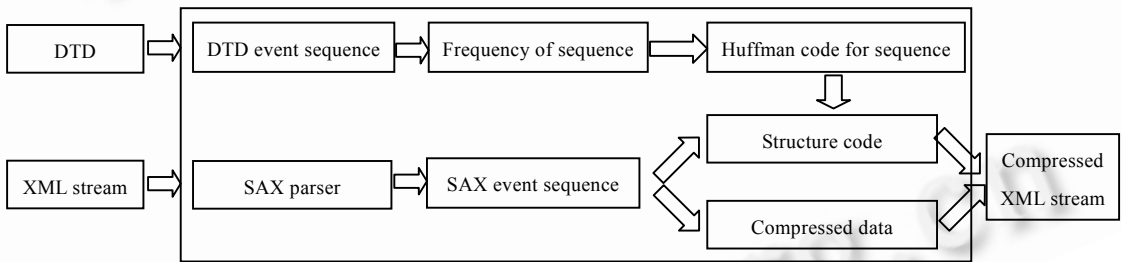 DTD
DTD event sequence
Frequency of sequence
Huffman code for sequence
Structure code
XML stream
SAX parser
SAX event sequence
Compressed data
Compressed
XML stream